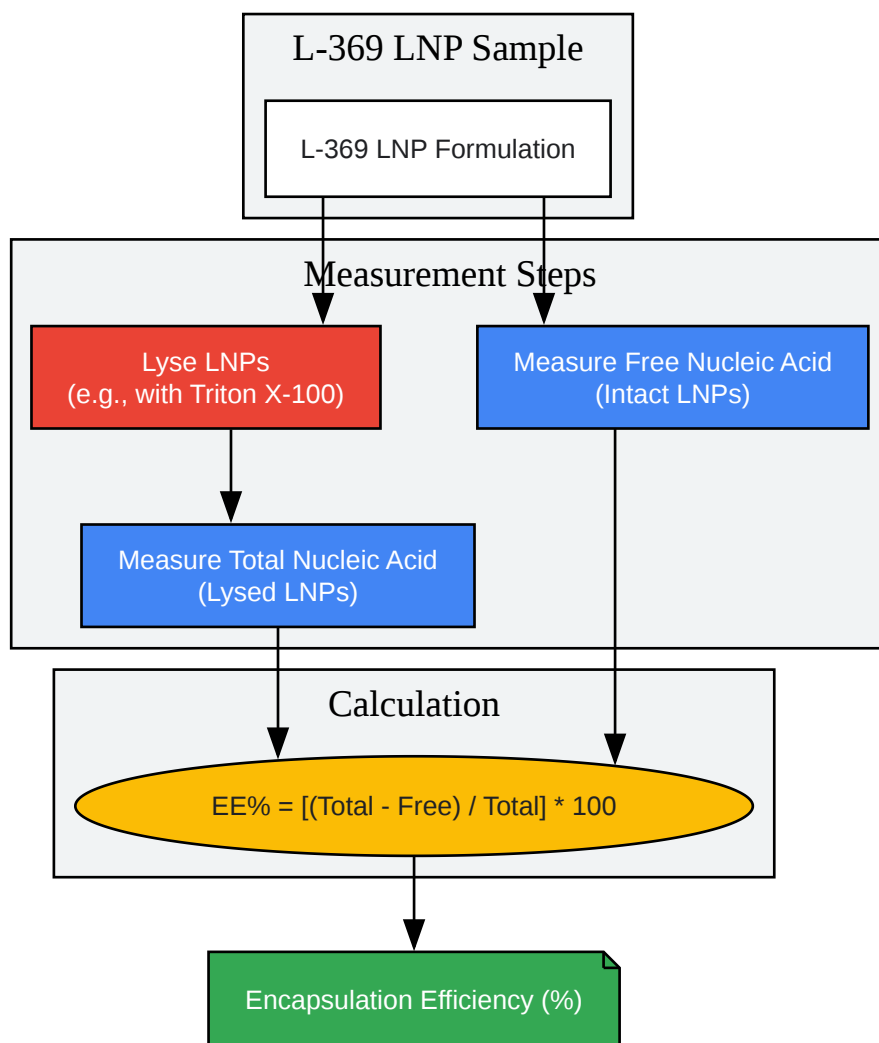 L-369 LNP Sample
L-369 LNP Formulation
Measurement Steps
Lyse LNPs
(e.g., with Triton X-100)
Measure Free Nucleic Acid
(Intact LNPs)
Measure Total Nucleic Acid
(Lysed LNPs)
Calculation
EE% = [(Total - Free) / Total] * 100
Encapsulation Efficiency (%)